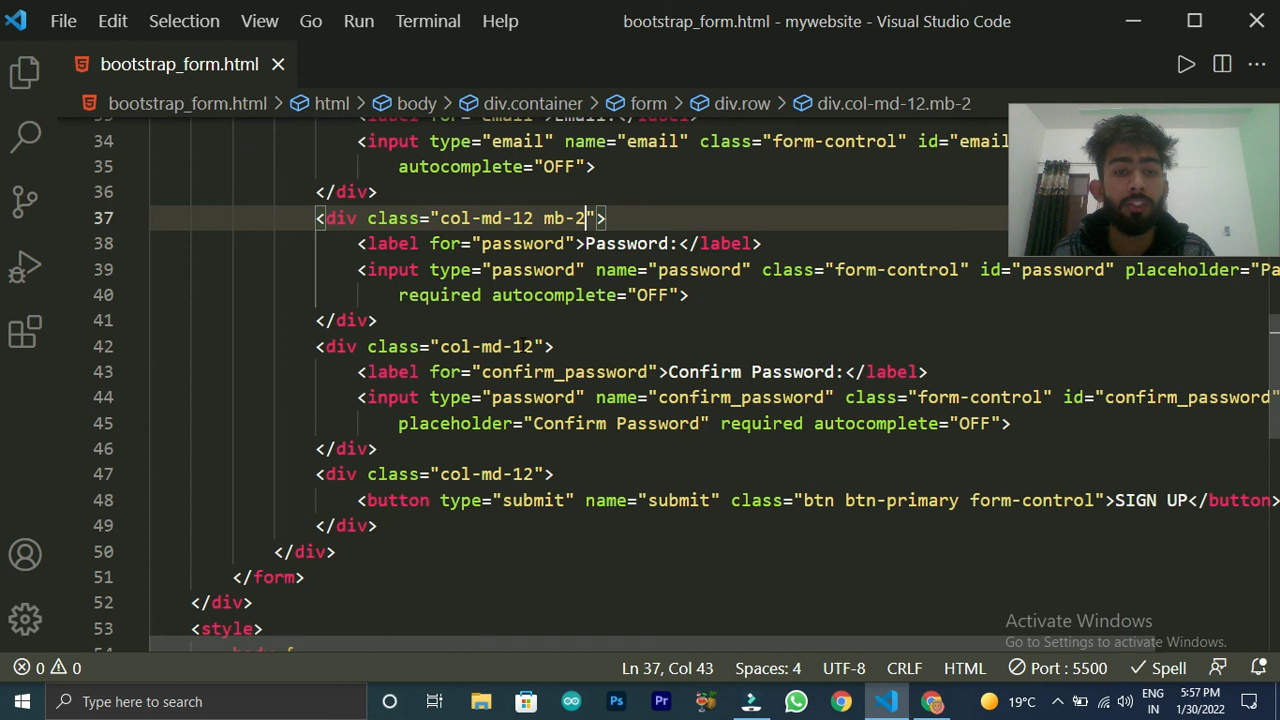 File Edit Selection View Go Run Terminal Help bootstrap_form.html - mywebsite - Visual Studio Code
bootstrap_form.html
bootstrap_form.html > html > body > div.container > form > div.row > div.col-md-12.mb-2
34 <input type="email" name="email" class="form-control" id="email
35 autocomplete="OFF">
36 </div>
37 <div class="col-md-12 mb-2">
38 <label for="password">Password:</label>
39 <input type="password" name="password" class="form-control" id="password" placeholder="Pa
40 required autocomplete="OFF">
41 </div>
42 <div class="col-md-12">
43 <label for="confirm_password">Confirm Password:</label>
44 <input type="password" name="confirm_password" class="form-control" id="confirm_password"
45 placeholder="Confirm Password" required autocomplete="OFF">
46 </div>
47 <div class="col-md-12">
48 <button type="submit" name="submit" class="btn btn-primary form-control">SIGN UP</button>
49 </div>
50 </div>
51 </form>
52 </div>
53 <style>
Activate Windows
Go to Settings to activate Windows.
0 0 Ln 37, Col 43 Spaces: 4 UTF-8 CRLF HTML Port : 5500 Spell
Type here to search Ps Pr 19°C ENG IN 5:57 PM 1/30/2022